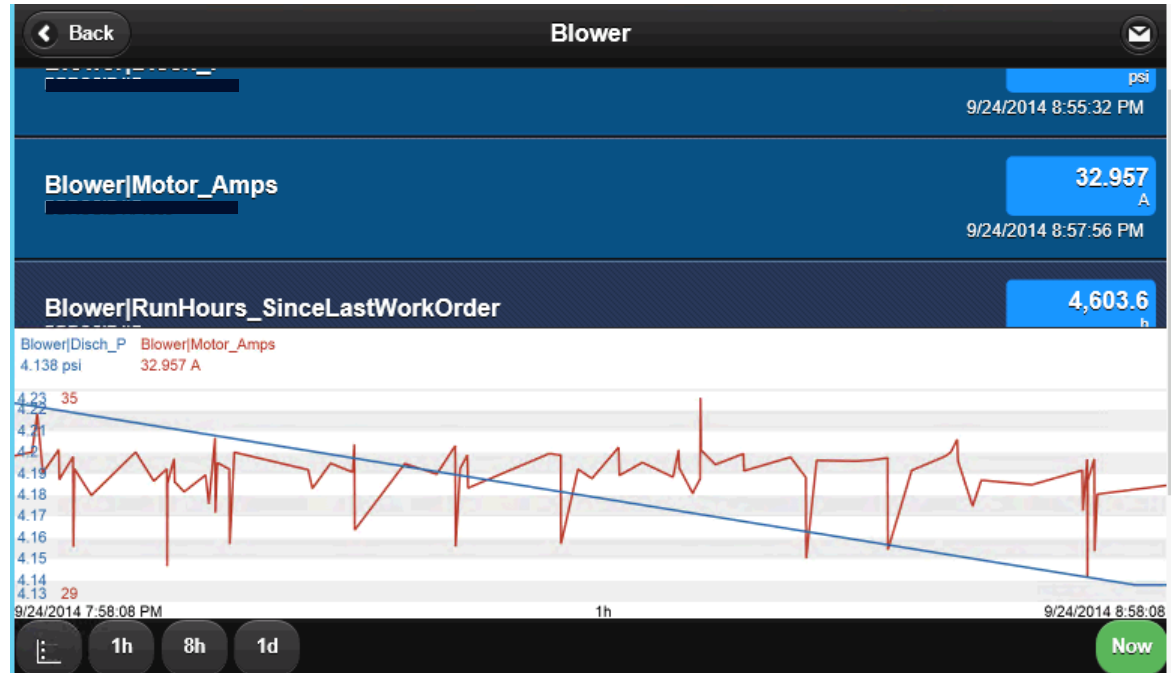 Back
Blower
psi
9/24/2014 8:55:32 PM
Blower|Motor_Amps
32.957
A
9/24/2014 8:57:56 PM
Blower|RunHours_SinceLastWorkOrder
4,603.6
h
Blower|Disch_P Blower|Motor_Amps
4.138 psi 32.957 A
4.23 35
4.22
4.21
4.2
4.19
4.18
4.17
4.16
4.15
4.14
4.13 29
9/24/2014 7:58:08 PM 1h 9/24/2014 8:58:08
1h 8h 1d Now